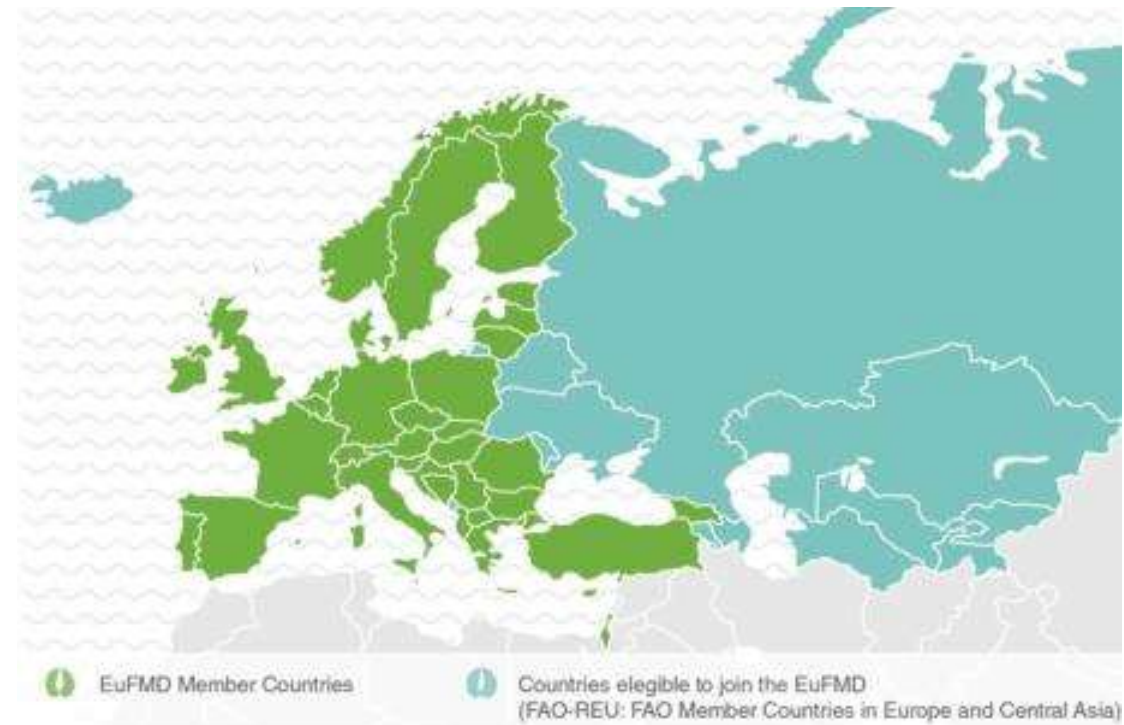 EuFMD Member Countries
Countries elegible to join the EuFMD
(FAO-REU: FAO Member Countries in Europe and Central Asia)